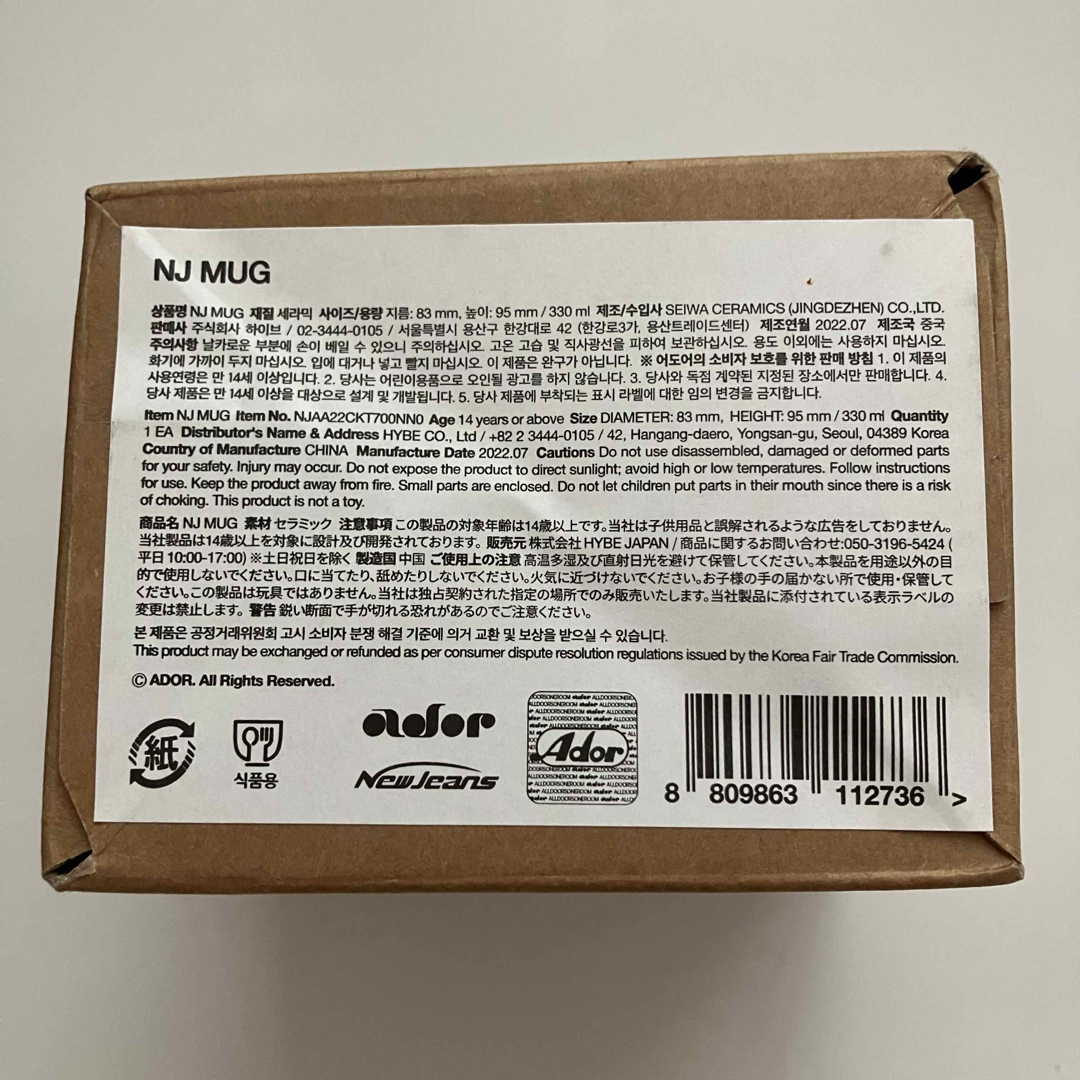 NJ MUG
상품명 NJ MUG 재질 세라믹 사이즈/용량 지름: 83 mm, 높이: 95 mm / 330 ml 제조/수입사 SEIWA CERAMICS (JINGDEZHEN) CO.,LTD.
판매사 주식회사 하이브 / 02-3444-0105 / 서울특별시 용산구 한강대로 42 (한강로3가, 용산트레이드센터) 제조연월 2022.07 제조국 중국
주의사항 날카로운 부분에 손이 베일 수 있으니 주의하십시오. 고온 고습 및 직사광선을 피하여 보관하십시오. 용도 이외에는 사용하지 마십시오.
화기에 가까이 두지 마십시오. 입에 대거나 넣고 빨지 마십시오. 이 제품은 완구가 아닙니다. ※ 어도어의 소비자 보호를 위한 판매 방침 1. 이 제품의
사용연령은 만 14세 이상입니다. 2. 당사는 어린이용품으로 오인될 광고를 하지 않습니다. 3. 당사와 독점 계약된 지정된 장소에서만 판매합니다. 4.
당사 제품은 만 14세 이상을 대상으로 설계 및 개발됩니다. 5. 당사 제품에 부착되는 표시 라벨에 대한 임의 변경을 금지합니다.
Item NJ MUG Item No. NJAA22CKT700NN0 Age 14 years or above Size DIAMETER: 83 mm, HEIGHT: 95 mm / 330 ml Quantity
1 EA Distributor's Name & Address HYBE CO., Ltd / +82 2 3444-0105 / 42, Hangang-daero, Yongsan-gu, Seoul, 04389 Korea
Country of Manufacture CHINA Manufacture Date 2022.07 Cautions Do not use disassembled, damaged or deformed parts
for your safety. Injury may occur. Do not expose the product to direct sunlight; avoid high or low temperatures. Follow instructions
for use. Keep the product away from fire. Small parts are enclosed. Do not let children put parts in their mouth since there is a risk
of choking. This product is not a toy.
商品名 NJ MUG 素材 セラミック 注意事項 この製品の対象年齢は14歳以上です。当社は子供用品と誤解されるような広告をしておりません。
当社製品は14歳以上を対象に設計及び開発されております。 販売元 株式会社 HYBE JAPAN / 商品に関するお問い合わせ:050-3196-5424 (
平日 10:00-17:00) ※土日祝日を除く 製造国 中国 ご使用上の注意 高温多湿及び直射日光を避けて保管してください。本製品を用途以外の目
的で使用しないでください。口に当てたり、舐めたりしないでください。火気に近づけないでください。お子様の手の届かない所で使用・保管して
ください。この製品は玩具ではありません。当社は独占契約された指定の場所でのみ販売いたします。当社製品に添付されている表示ラベルの
変更は禁止します。 警告 鋭い断面で手が切れる恐れがあるのでご注意ください。
본 제품은 공정거래위원회 고시 소비자 분쟁 해결 기준에 의거 교환 및 보상을 받으실 수 있습니다.
This product may be exchanged or refunded as per consumer dispute resolution regulations issued by the Korea Fair Trade Commission.
© ADOR. All Rights Reserved.
紙
식품용
ador
NewJeans
Ador
8 809863 112736 >